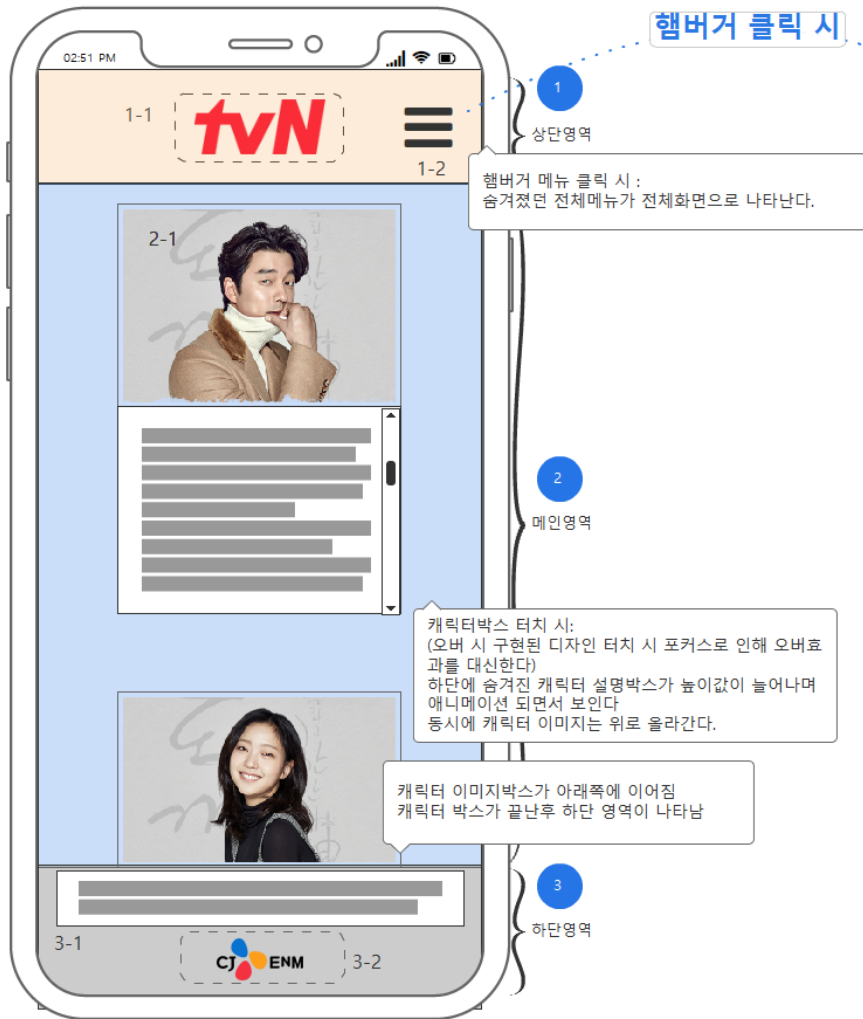 햄버거 클릭 시
02:51 PM
1-1
tvN
1-2
1
상단영역
햄버거 메뉴 클릭 시 :
숨겨졌던 전체메뉴가 전체화면으로 나타난다.
2-1
2
메인영역
캐릭터박스 터치 시:
(오버 시 구현된 디자인 터치 시 포커스로 인해 오버효
과를 대신한다)
하단에 숨겨진 캐릭터 설명박스가 높이값이 늘어나며
애니메이션 되면서 보인다
동시에 캐릭터 이미지는 위로 올라간다.
캐릭터 이미지박스가 아래쪽에 이어짐
캐릭터 박스가 끝난후 하단 영역이 나타남
3
하단영역
3-1
CJ ENM
3-2